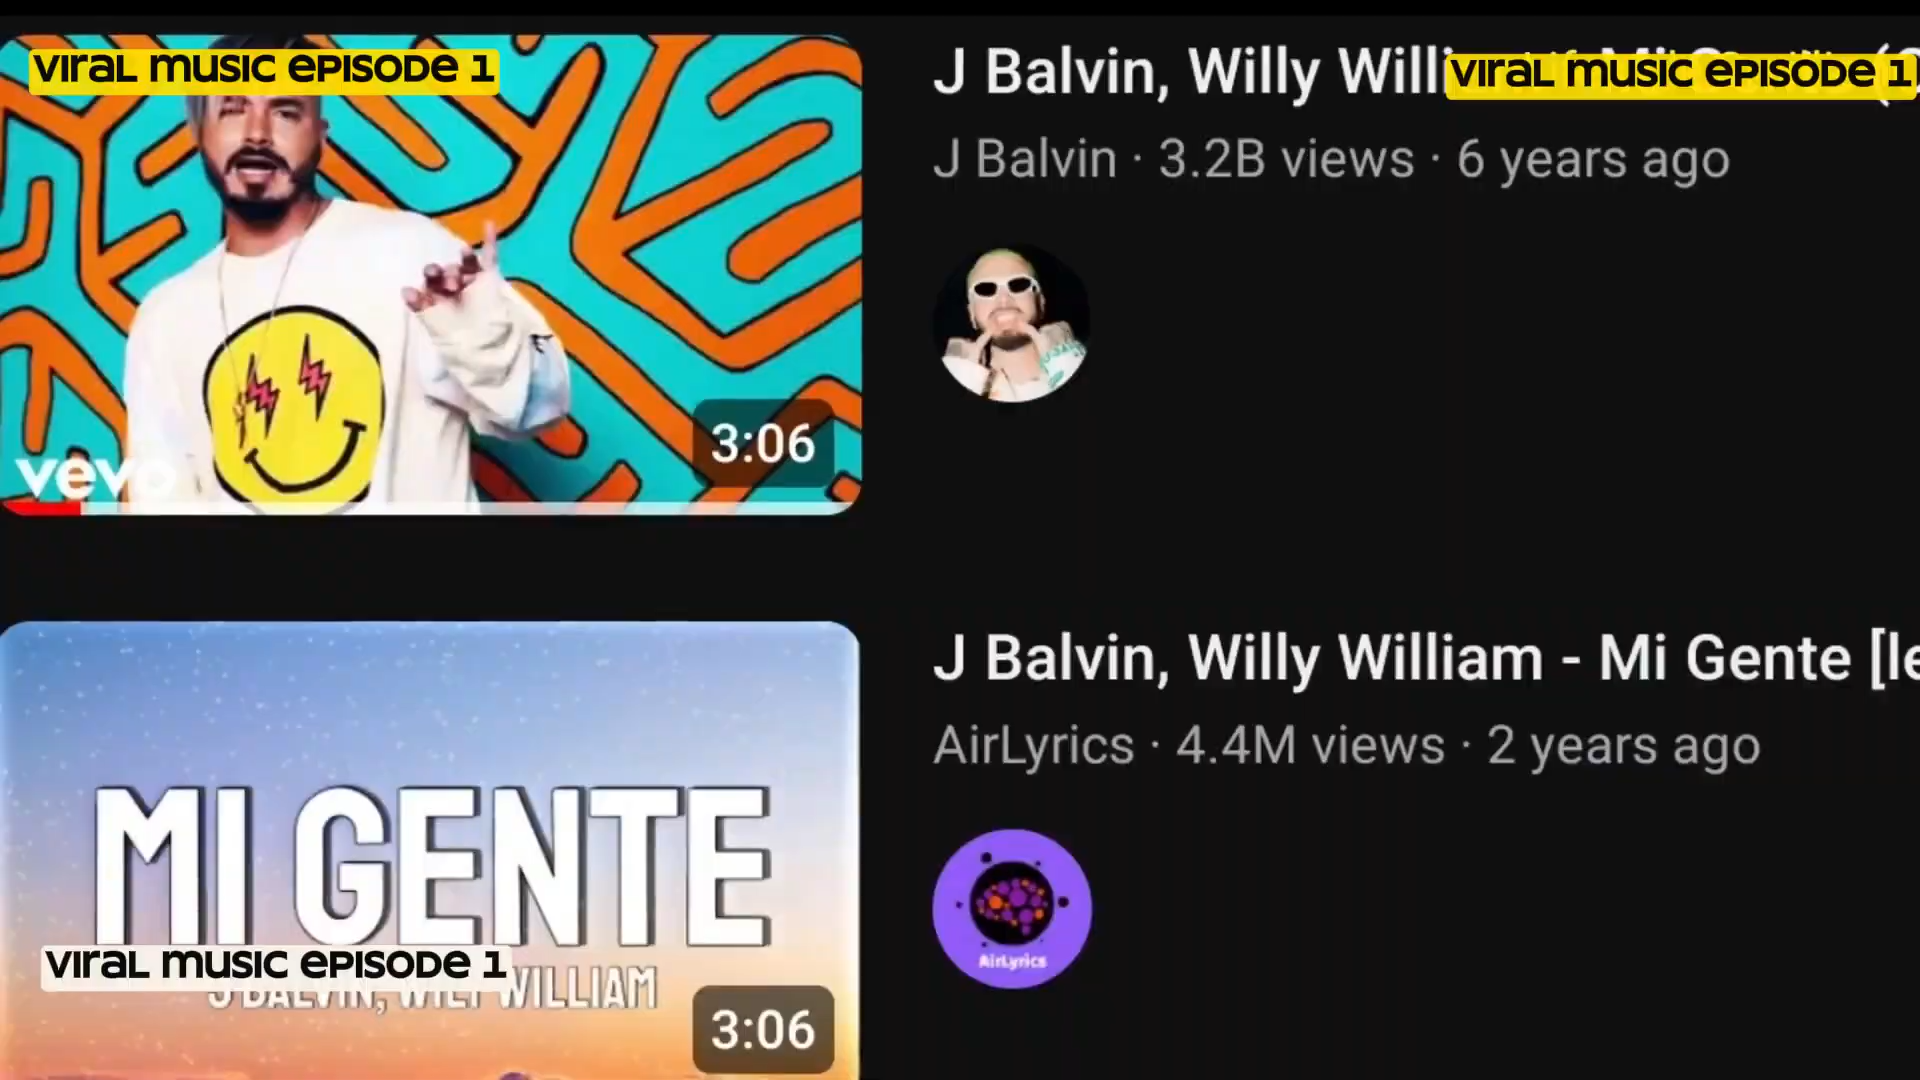 VIRAL MUSIC EPISODE 1
J Balvin, Willy Willi
VIRAL MUSIC EPISODE 1
J Balvin · 3.2B views · 6 years ago
vevo
3:06
J Balvin, Willy William - Mi Gente [le
AirLyrics · 4.4M views · 2 years ago
MI GENTE
VIRAL MUSIC EPISODE 1
J BALVIN, WILLY WILLIAM
AirLyrics
3:06